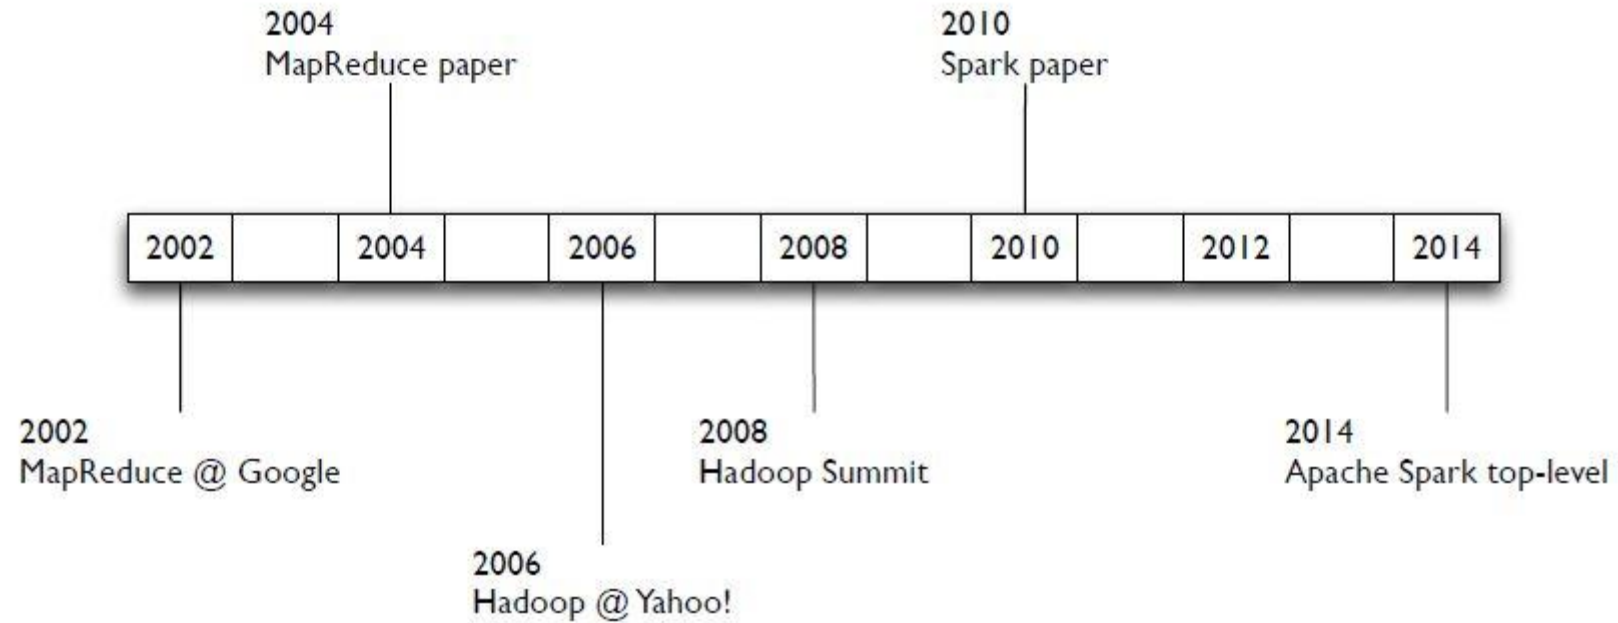 2004
MapReduce paper
2010
Spark paper
2002 2004 2006 2008 2010 2012 2014
2002
MapReduce @ Google
2008
Hadoop Summit
2014
Apache Spark top-level
2006
Hadoop @ Yahoo!